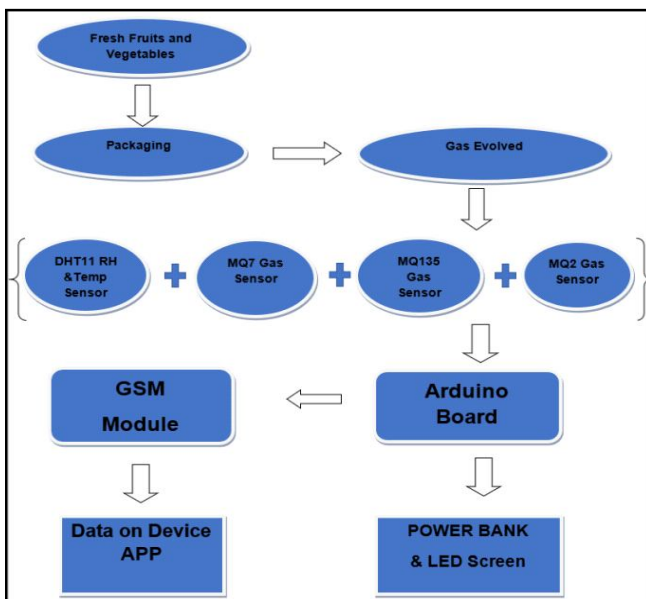 Fresh Fruits and
Vegetables
Packaging
Gas Evolved
DHT11 RH
&Temp
Sensor
MQ7 Gas
Sensor
MQ135
Gas
Sensor
MQ2 Gas
Sensor
GSM
Module
Arduino
Board
Data on Device
APP
POWER BANK
& LED Screen